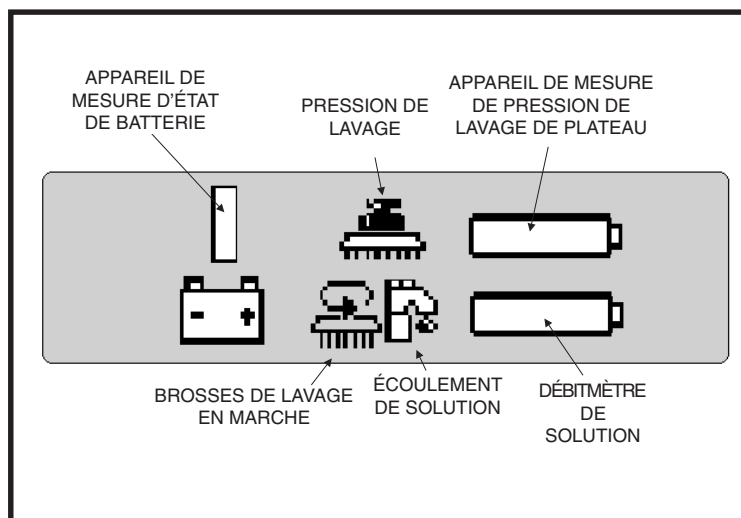 APPAREIL DE
MESURE D'ÉTAT
DE BATTERIE
PRESSION DE
LAVAGE
APPAREIL DE MESURE
DE PRESSION DE
LAVAGE DE PLATEAU
BROSSES DE LAVAGE
EN MARCHE
ÉCOULEMENT
DE SOLUTION
DÉBITMÈTRE
DE
SOLUTION